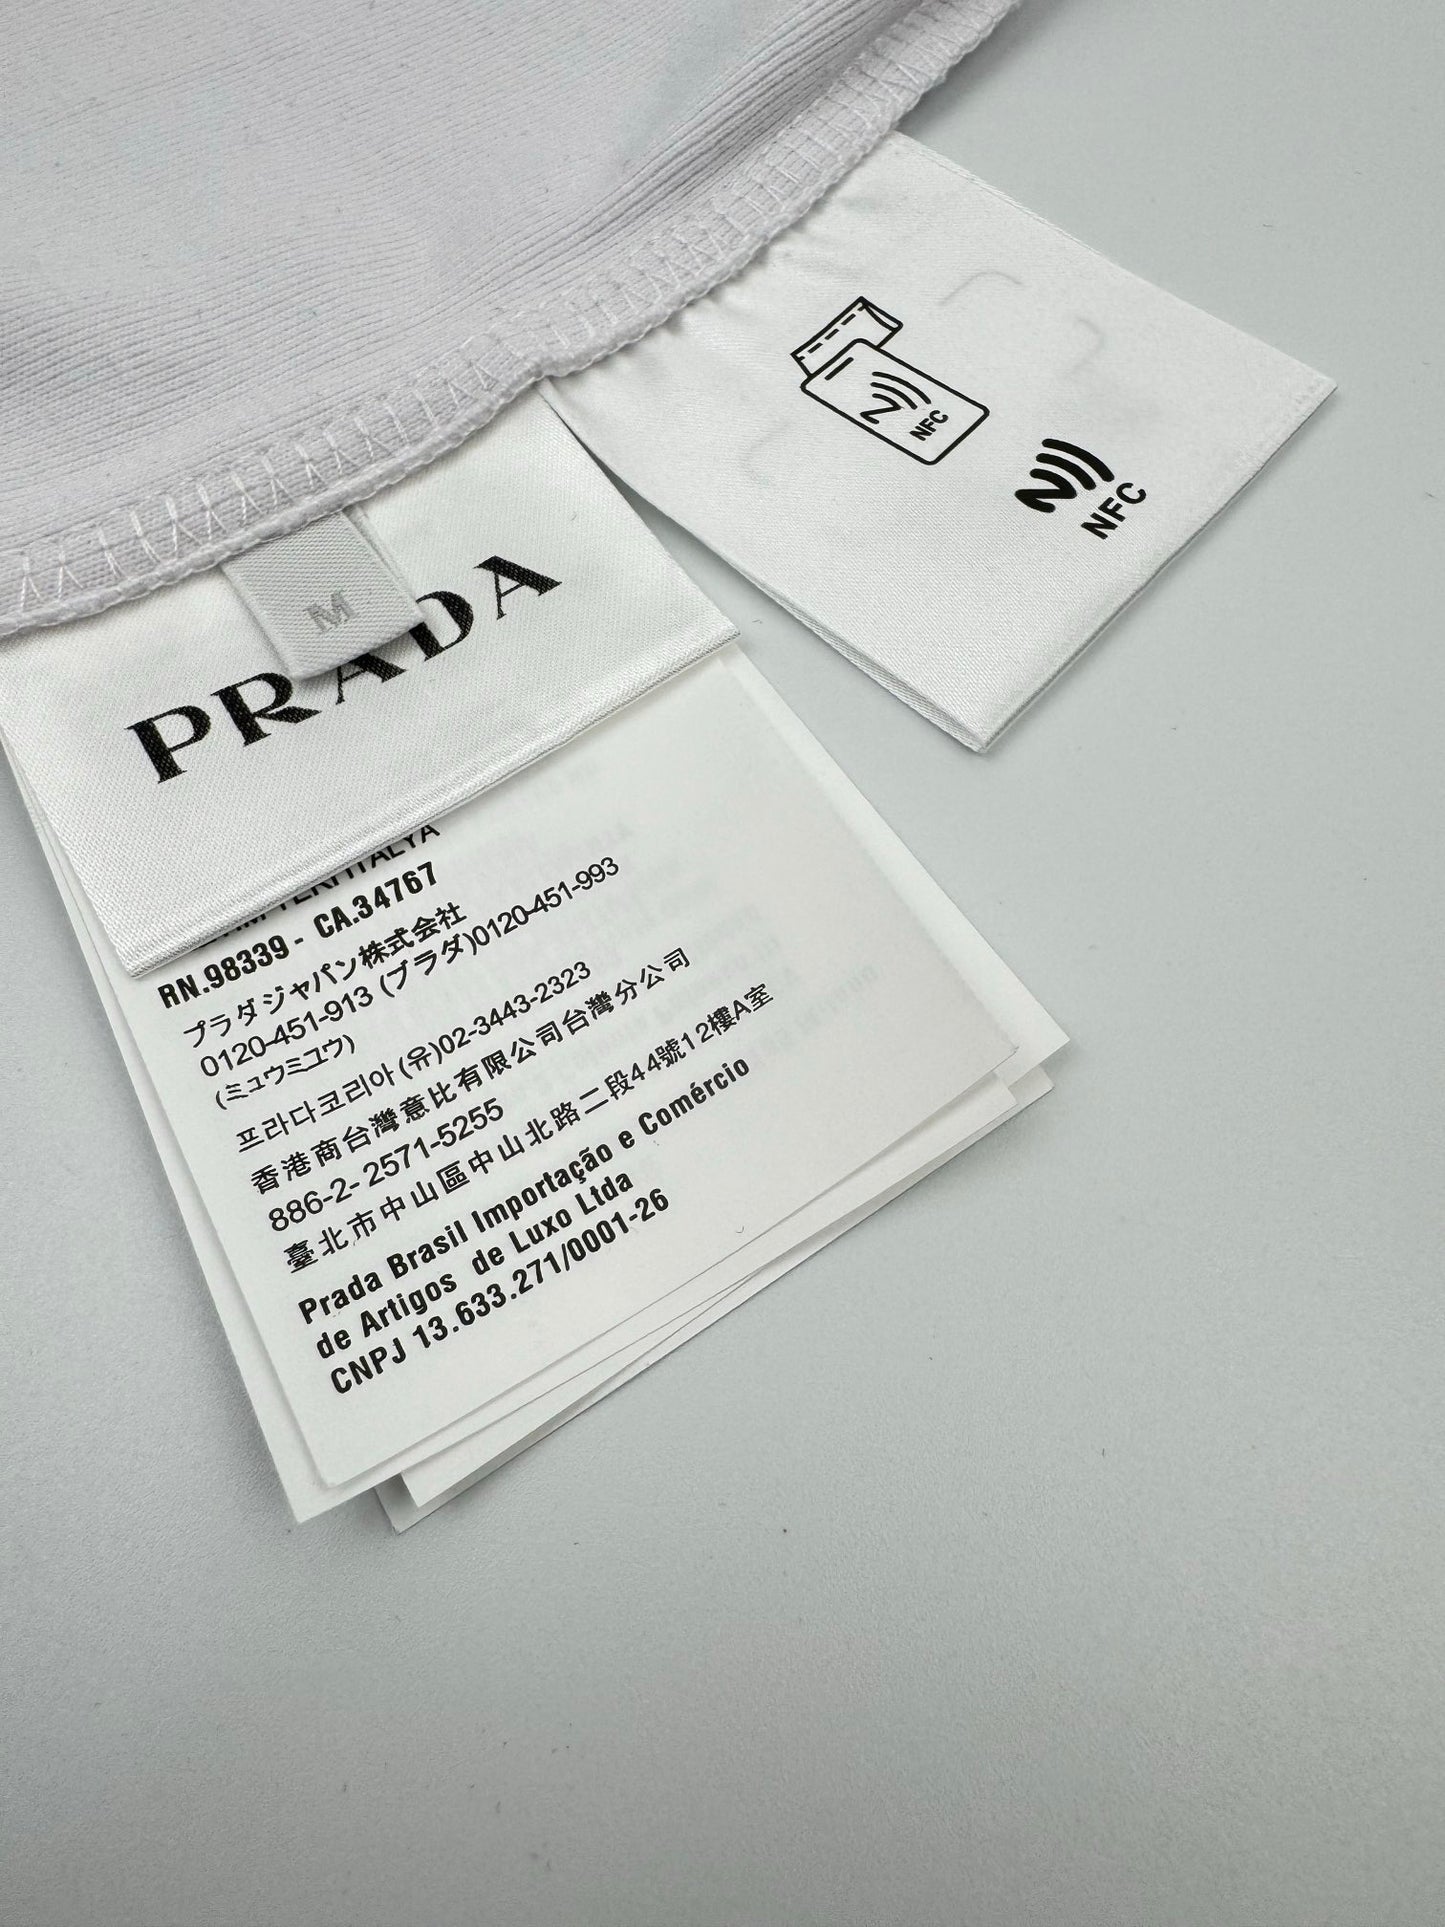 NFC
NFC
M
PRADA
RN.98339 - CA.34767
プラダジャパン株式会社
0120-451-913 (プラダ)0120-451-993
(ミュウミュウ)
프라다코리아(유)02-3443-2323
香港商台灣意比有限公司台灣分公司
886-2- 2571-5255
臺北市中山區中山北路二段44號12樓A室
Prada Brasil Importação e Comércio
de Artigos de Luxo Ltda
CNPJ 13.633.271/0001-26